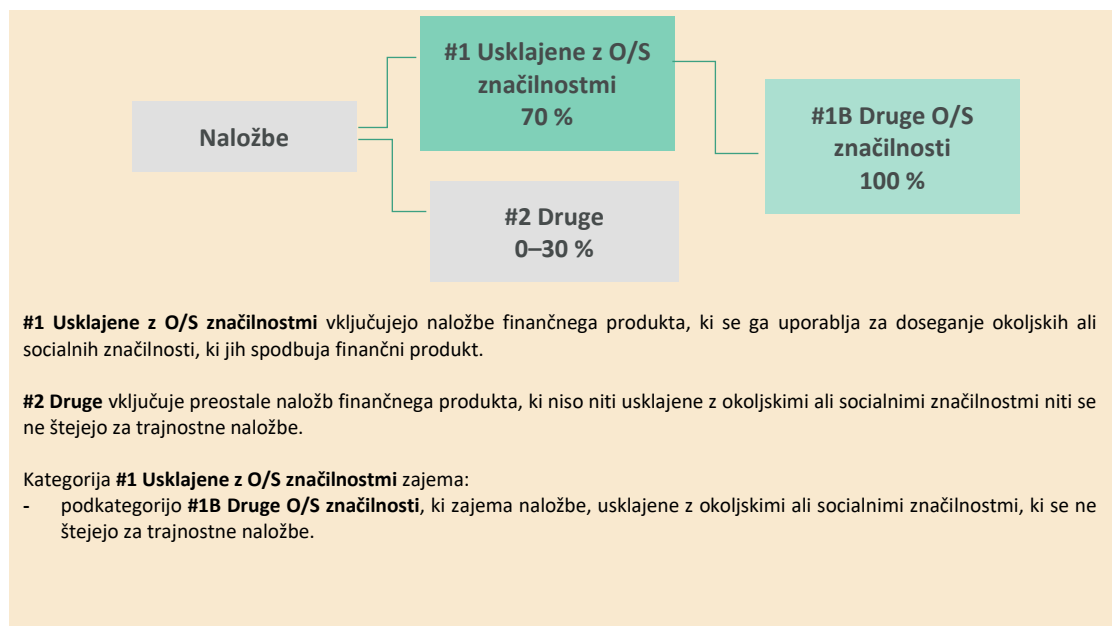 #1 Usklajene z O/S
značilnostmi
70 %
Naložbe
#1B Druge O/S
značilnosti
100 %
#2 Druge
0–30 %
#1 Usklajene z O/S značilnostmi vključujejo naložbe finančnega produkta, ki se ga uporablja za doseganje okoljskih ali
socialnih značilnosti, ki jih spodbuja finančni produkt.
#2 Druge vključuje preostale naložb finančnega produkta, ki niso niti usklajene z okoljskimi ali socialnimi značilnostmi niti se
ne štejejo za trajnostne naložbe.
Kategorija #1 Usklajene z O/S značilnostmi zajema:
- podkategorijo #1B Druge O/S značilnosti, ki zajema naložbe, usklajene z okoljskimi ali socialnimi značilnostmi, ki se ne
štejejo za trajnostne naložbe.